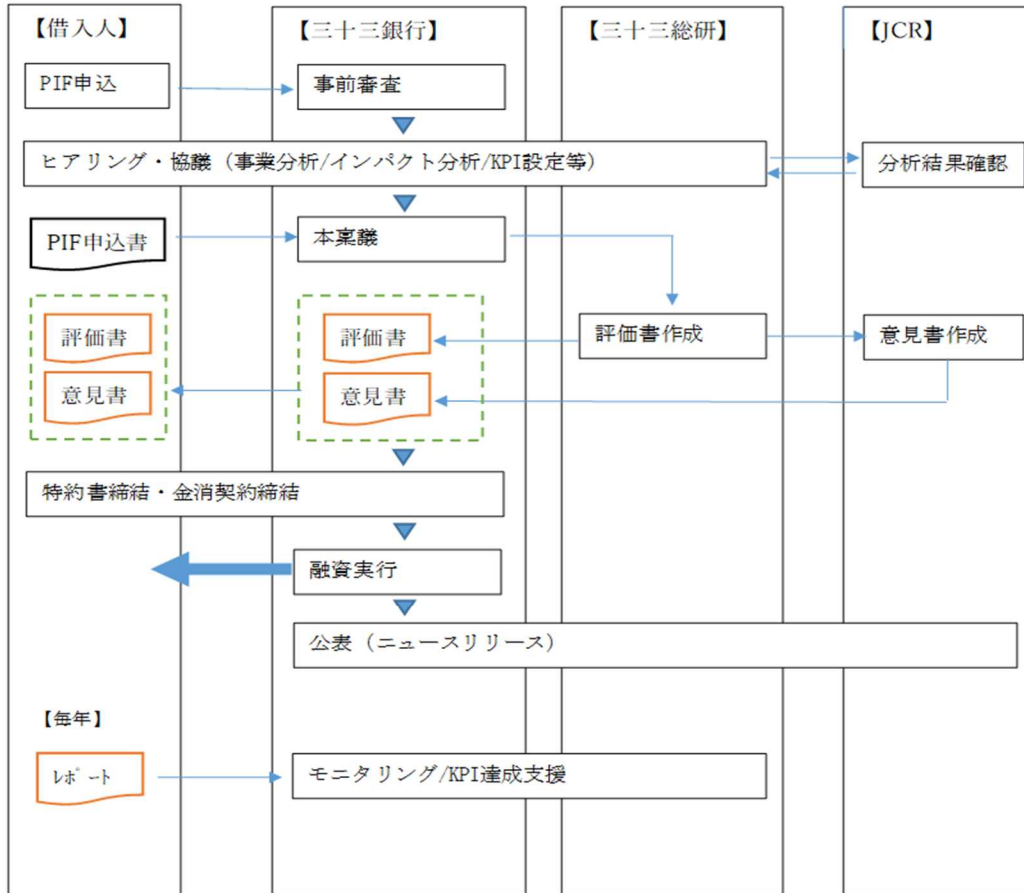 【借入人】
【三十三銀行】
【三十三総研】
【JCR】
PIF申込
事前審査
ヒアリング・協議（事業分析/インパクト分析/KPI設定等）
分析結果確認
PIF申込書
本稟議
評価書
評価書
評価書作成
意見書作成
意見書
意見書
特約書締結・金消契約締結
融資実行
公表（ニュースリリース）
【毎年】
ﾚﾎﾟｰﾄ
モニタリング/KPI達成支援